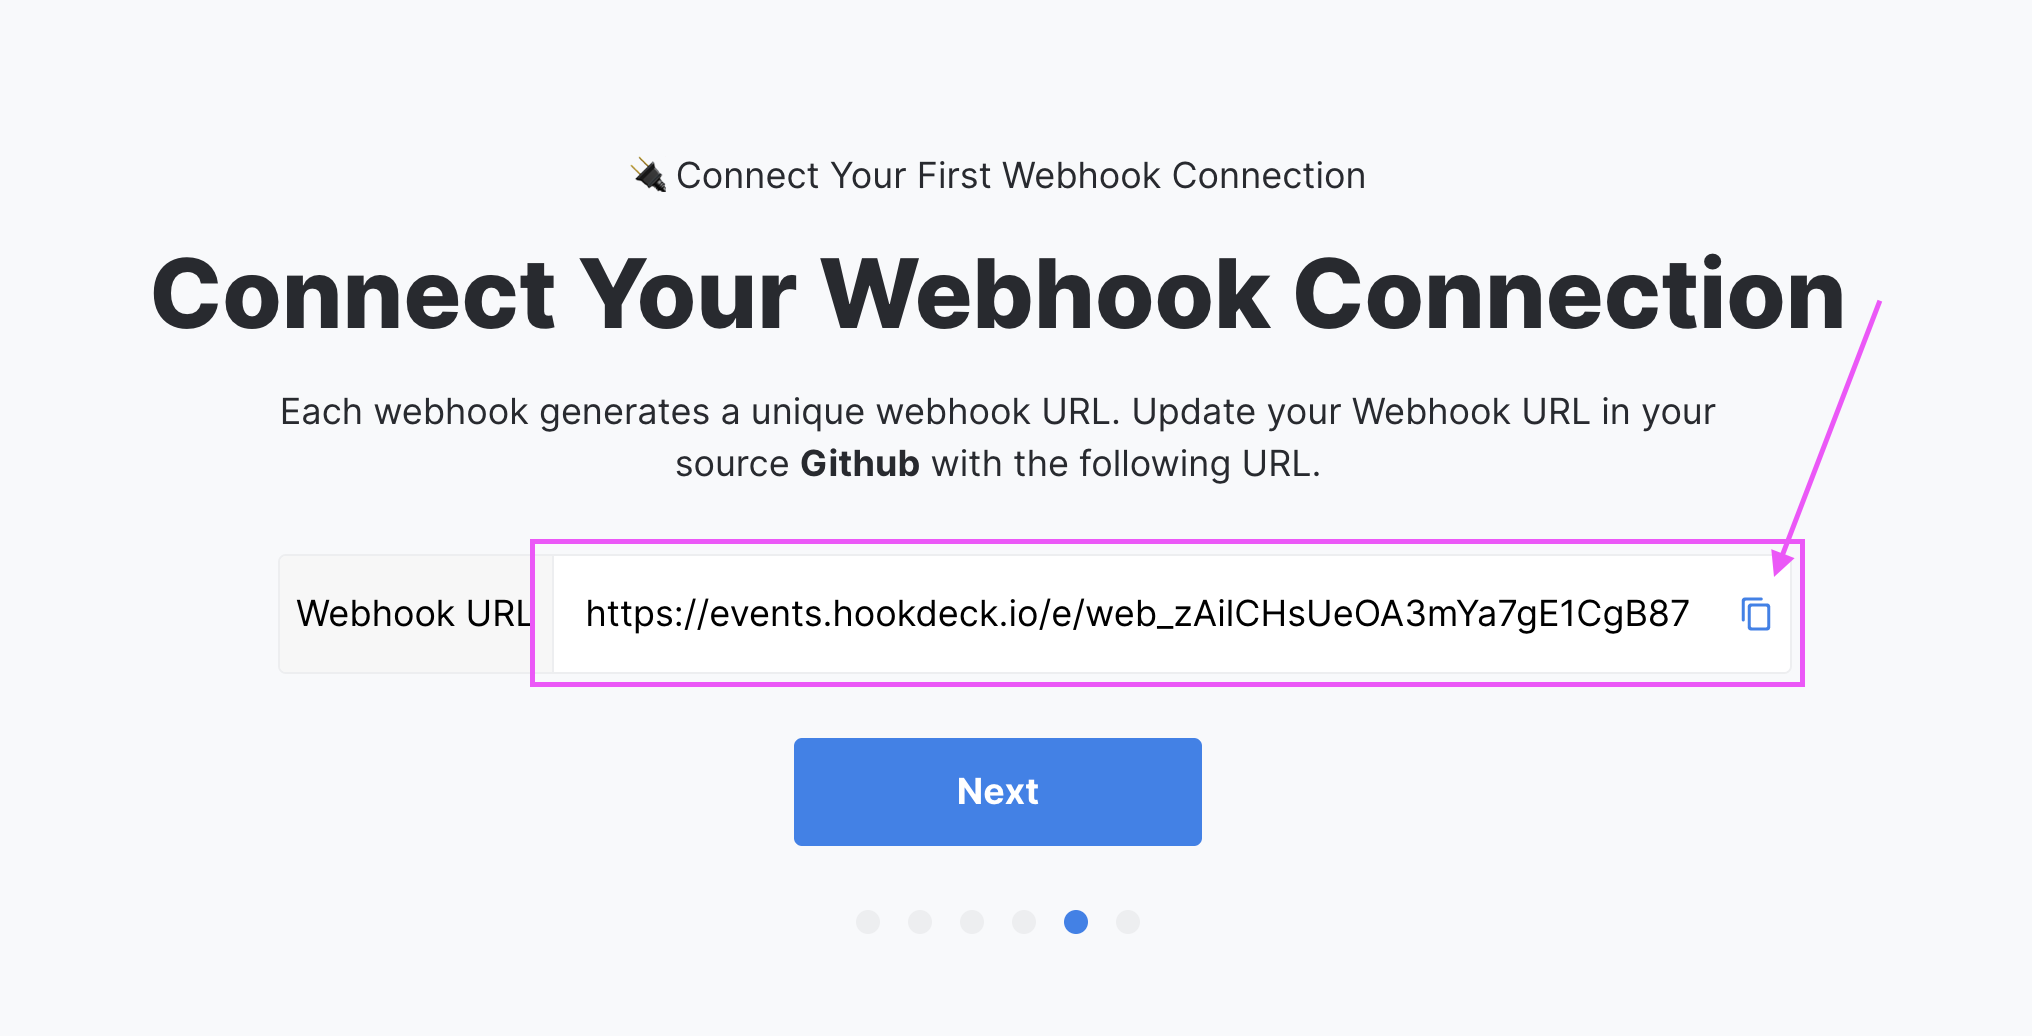 Connect Your First Webhook Connection
Connect Your Webhook Connection
Each webhook generates a unique webhook URL. Update your Webhook URL in your
source Github with the following URL.
Webhook URL https://events.hookdeck.io/e/web_zAilCHsUeOA3mYa7gE1CgB87
Next